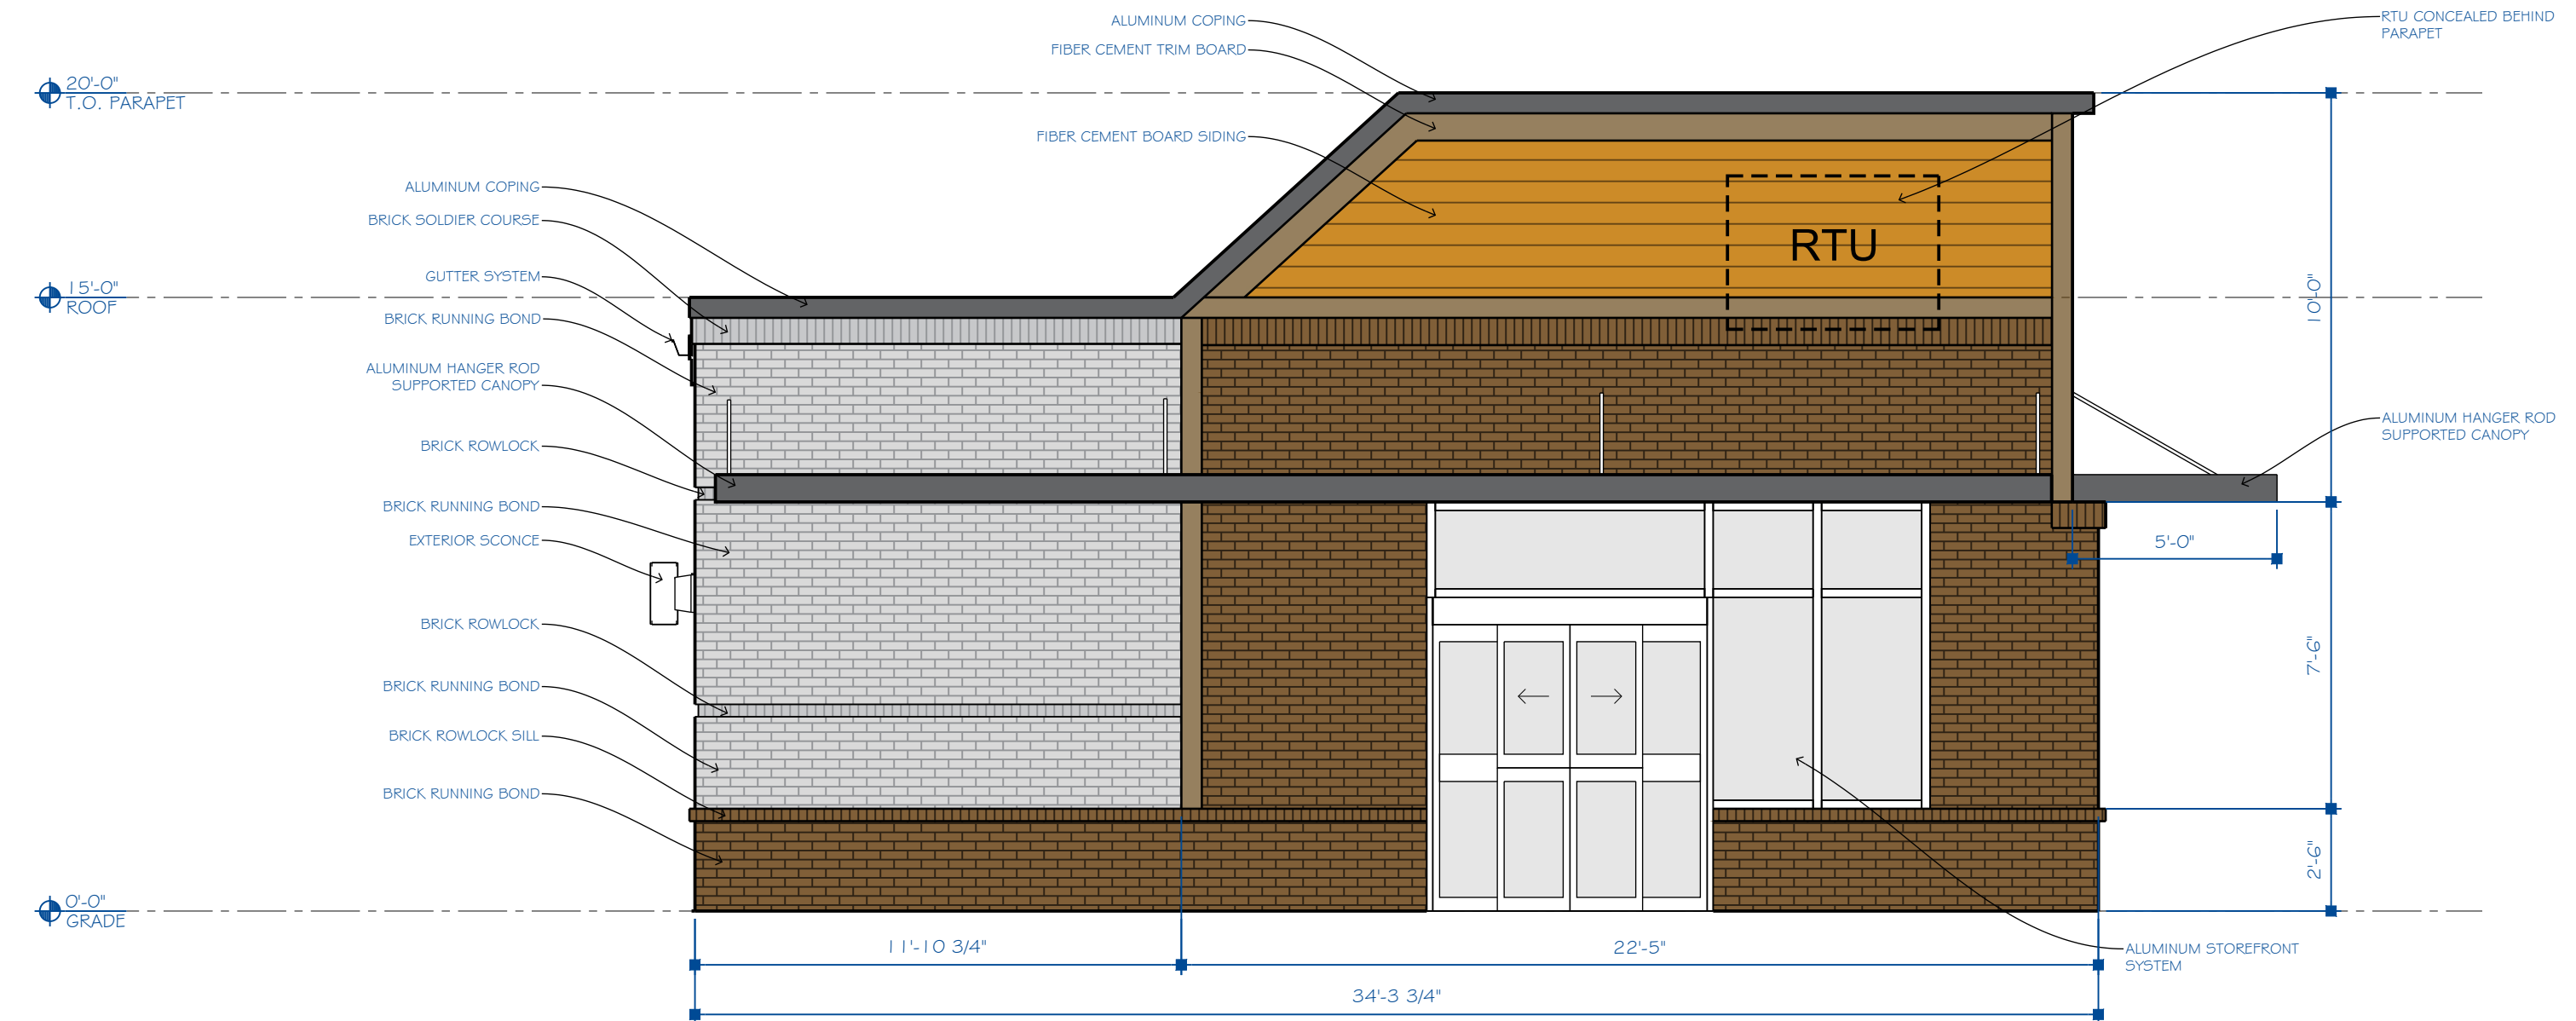 ALUMINUM COPING
FIBER CEMENT TRIM BOARD
RTU CONCEALED BEHIND
PARAPET
20'-0"
T.O. PARAPET
FIBER CEMENT BOARD SIDING
ALUMINUM COPING
BRICK SOLDIER COURSE
RTU
GUTTER SYSTEM
15'-0"
ROOF
10'-0"
BRICK RUNNING BOND
ALUMINUM HANGER ROD
SUPPORTED CANOPY
ALUMINUM HANGER ROD
SUPPORTED CANOPY
BRICK ROWLOCK
BRICK RUNNING BOND
EXTERIOR SCONCE
5'-0"
BRICK ROWLOCK
7'-6"
BRICK RUNNING BOND
BRICK ROWLOCK SILL
BRICK RUNNING BOND
2'-6"
0'-0"
GRADE
11'-10 3/4"
22'-5"
ALUMINUM STOREFRONT
SYSTEM
34'-3 3/4"